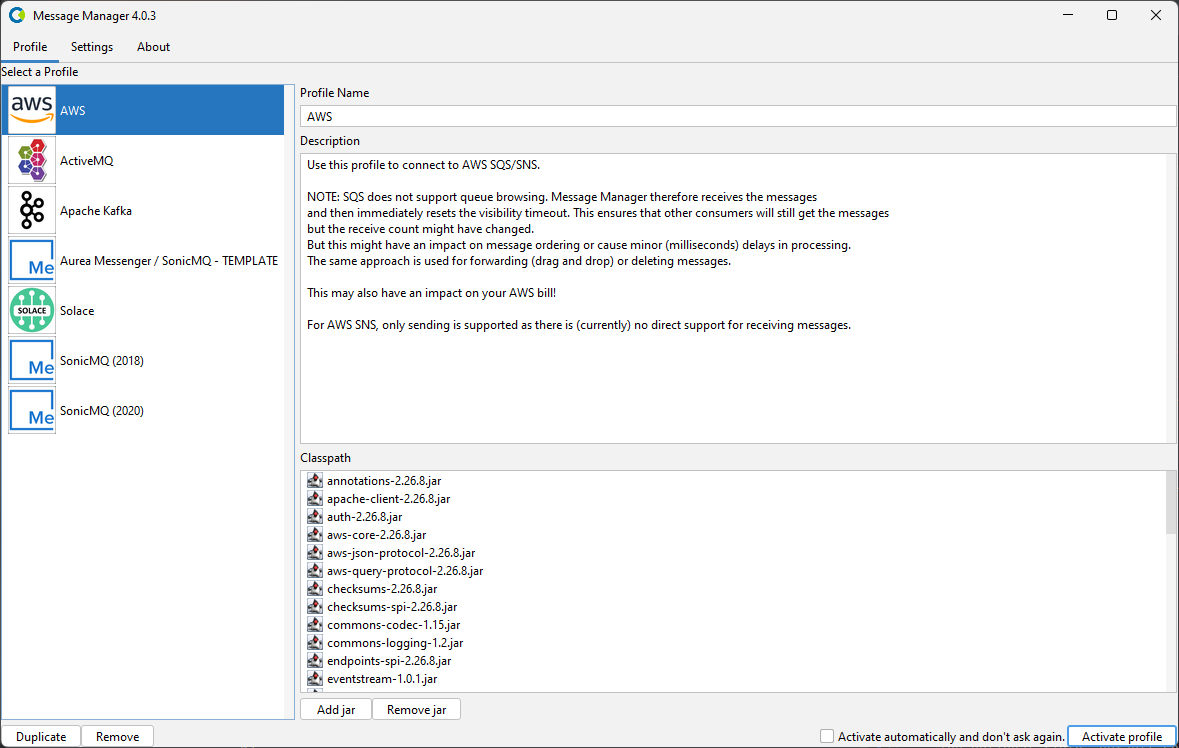 Message Manager 4.0.3
Profile Settings About
Select a Profile
aws AWS
ActiveMQ
Apache Kafka
Me Aurea Messenger / SonicMQ - TEMPLATE
SOLACE Solace
Me SonicMQ (2018)
Me SonicMQ (2020)
Profile Name
AWS
Description
Use this profile to connect to AWS SQS/SNS.
NOTE: SQS does not support queue browsing. Message Manager therefore receives the messages
and then immediately resets the visibility timeout. This ensures that other consumers will still get the messages
but the receive count might have changed.
But this might have an impact on message ordering or cause minor (milliseconds) delays in processing.
The same approach is used for forwarding (drag and drop) or deleting messages.
This may also have an impact on your AWS bill!
For AWS SNS, only sending is supported as there is (currently) no direct support for receiving messages.
Classpath
annotations-2.26.8.jar
apache-client-2.26.8.jar
auth-2.26.8.jar
aws-core-2.26.8.jar
aws-json-protocol-2.26.8.jar
aws-query-protocol-2.26.8.jar
checksums-2.26.8.jar
checksums-spi-2.26.8.jar
commons-codec-1.15.jar
commons-logging-1.2.jar
endpoints-spi-2.26.8.jar
eventstream-1.0.1.jar
Add jar Remove jar
Duplicate Remove Activate automatically and don't ask again. Activate profile